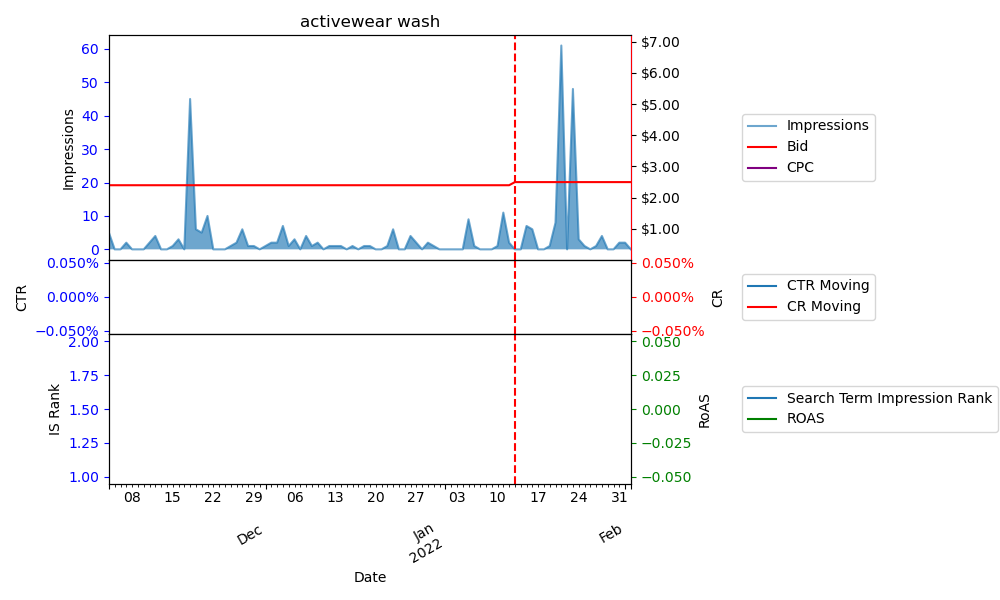 activewear wash
60
50
40
30
20
10
0
Impressions
$7.00
$6.00
$5.00
$4.00
$3.00
$2.00
$1.00
Impressions
Bid
CPC
0.050%
0.000%
−0.050%
CTR
0.050%
0.000%
−0.050%
CR
CTR Moving
CR Moving
2.00
1.75
1.50
1.25
1.00
IS Rank
0.050
0.025
0.000
−0.025
−0.050
RoAS
Search Term Impression Rank
ROAS
08 15 22 29 06 13 20 27 03 10 17 24 31
Dec Jan Feb
2022
Date